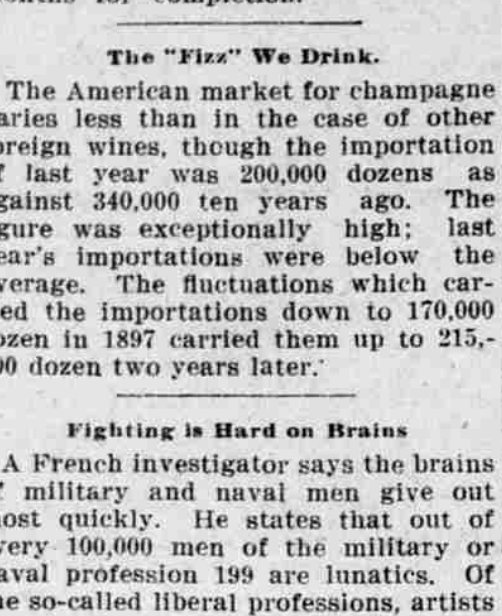 for completion.
The "Fizz" We Drink.
The American market for champagne
aries less than in the case of other
oreign wines, though the importation
f last year was 200,000 dozens as
gainst 340,000 ten years ago. The
gure was exceptionally high; last
ear's importations were below the
verage. The fluctuations which car-
ed the importations down to 170,000
ozen in 1897 carried them up to 215,-
00 dozen two years later.
Fighting is Hard on Brains
A French investigator says the brains
f military and naval men give out
ost quickly. He states that out of
very 100,000 men of the military or
aval profession 199 are lunatics. Of
he so-called liberal professions, artists